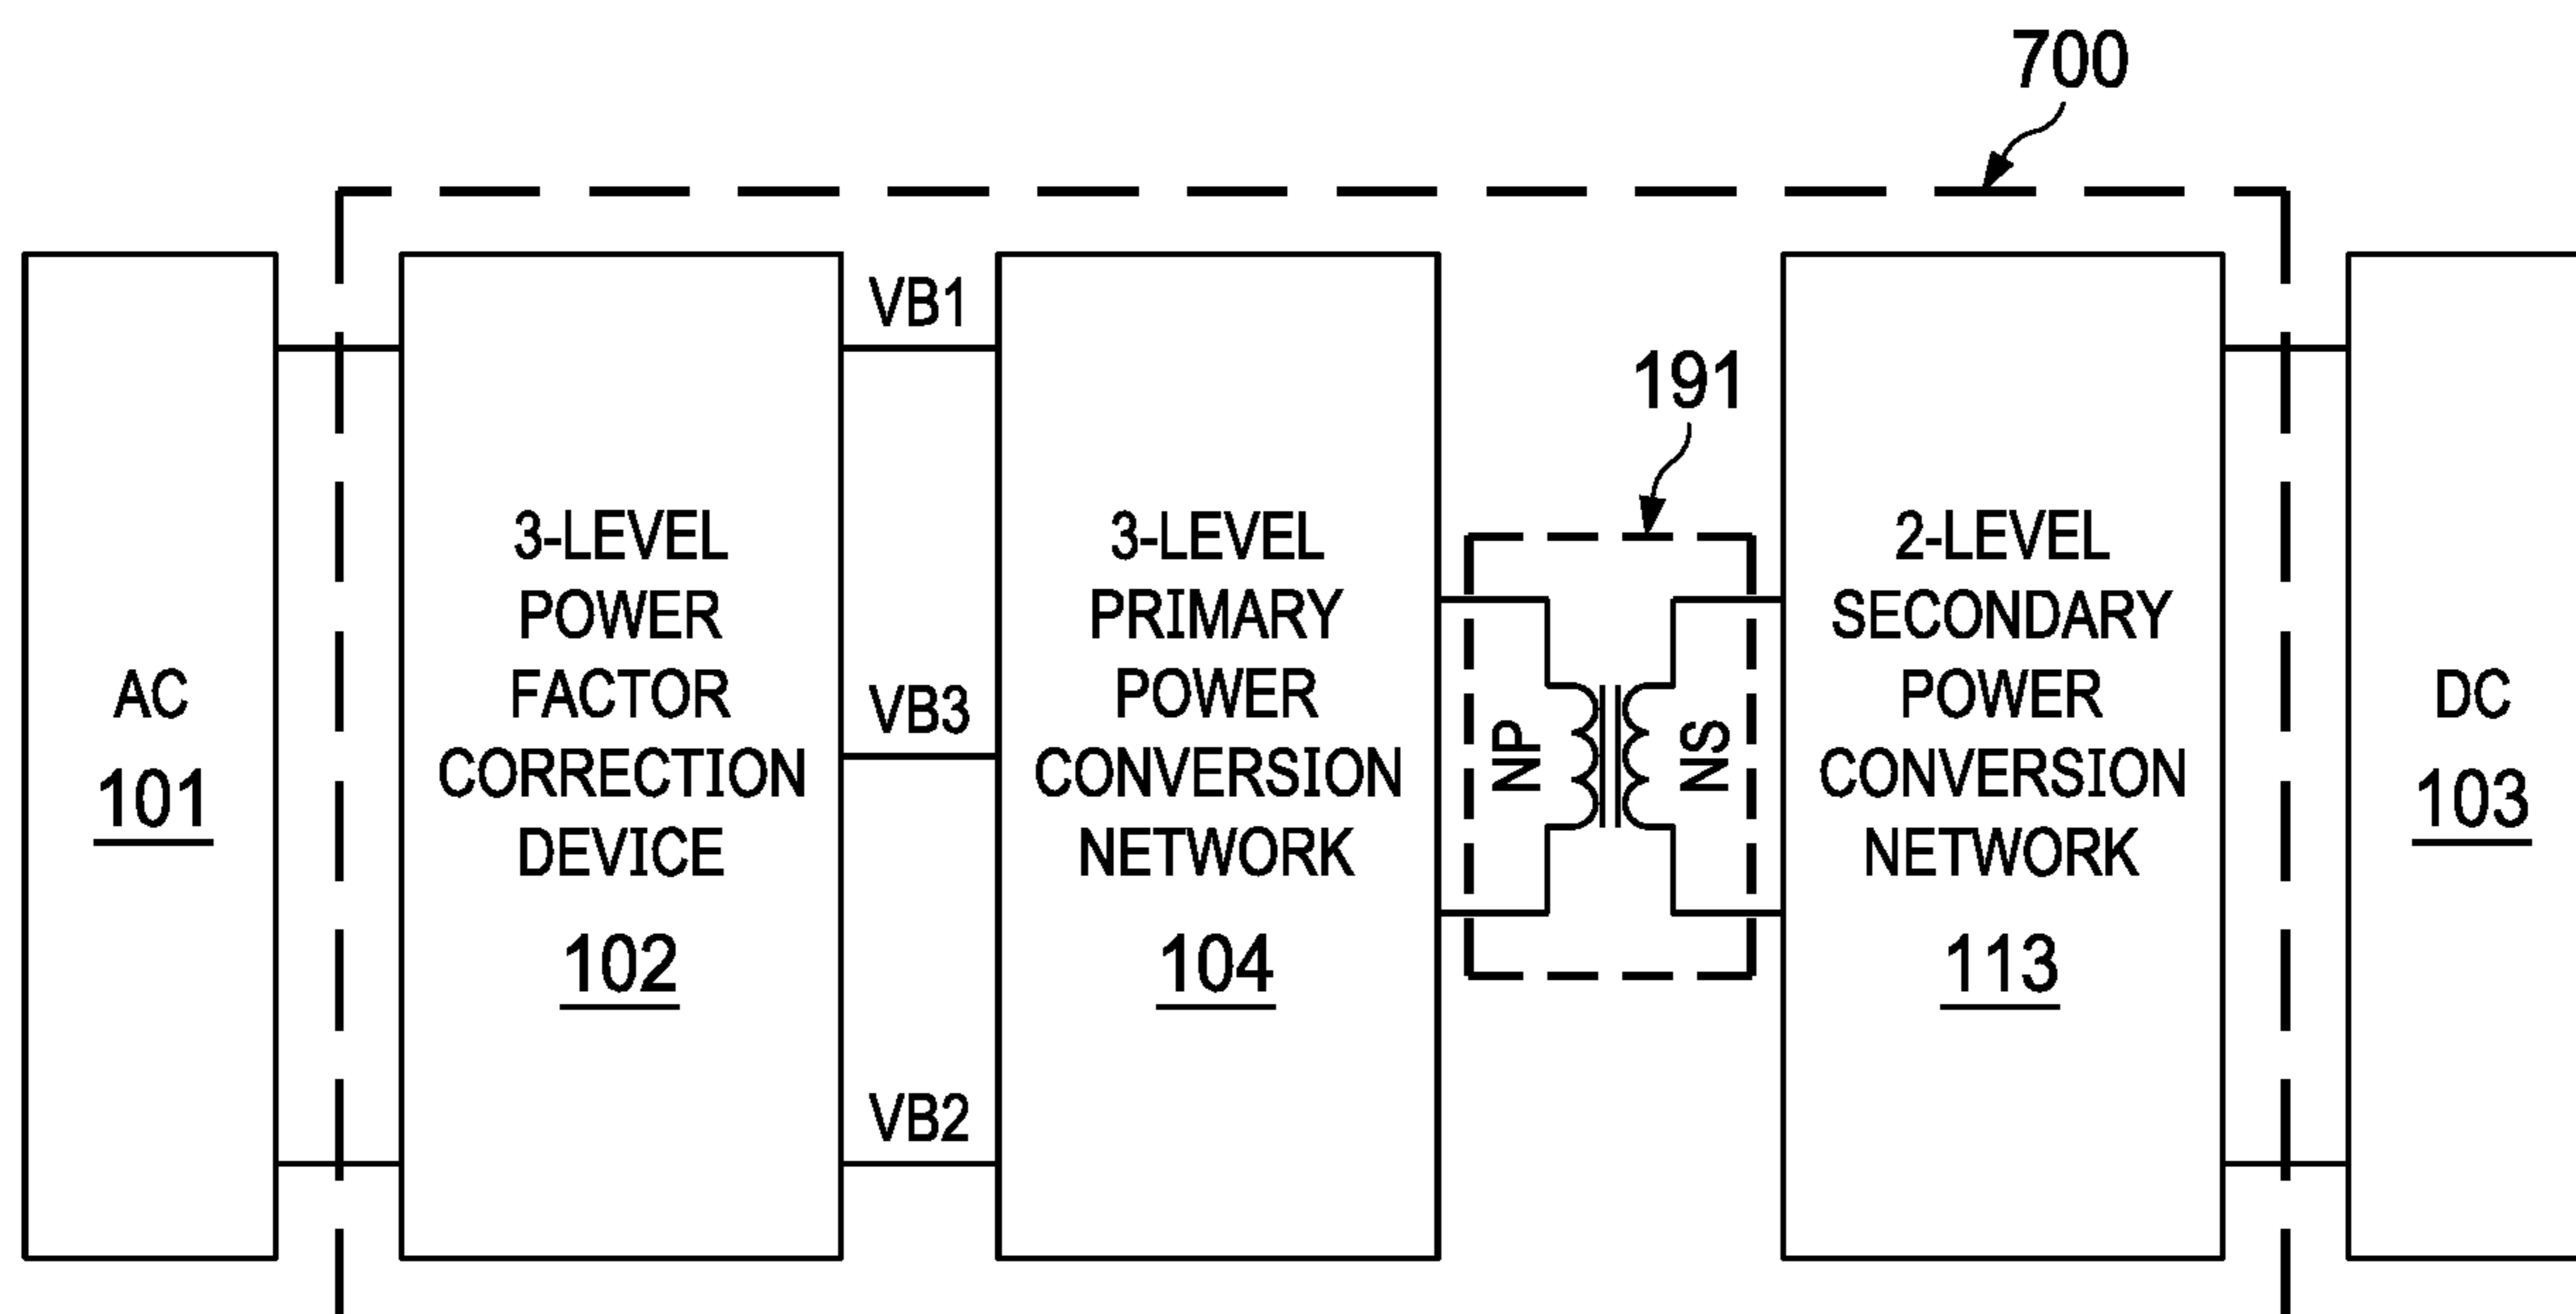 700
VB1
191
3-LEVEL
POWER
FACTOR
CORRECTION
DEVICE
102
3-LEVEL
PRIMARY
POWER
CONVERSION
NETWORK
104
2-LEVEL
SECONDARY
POWER
CONVERSION
NETWORK
113
AC
101
VB3
NP
NS
DC
103
VB2